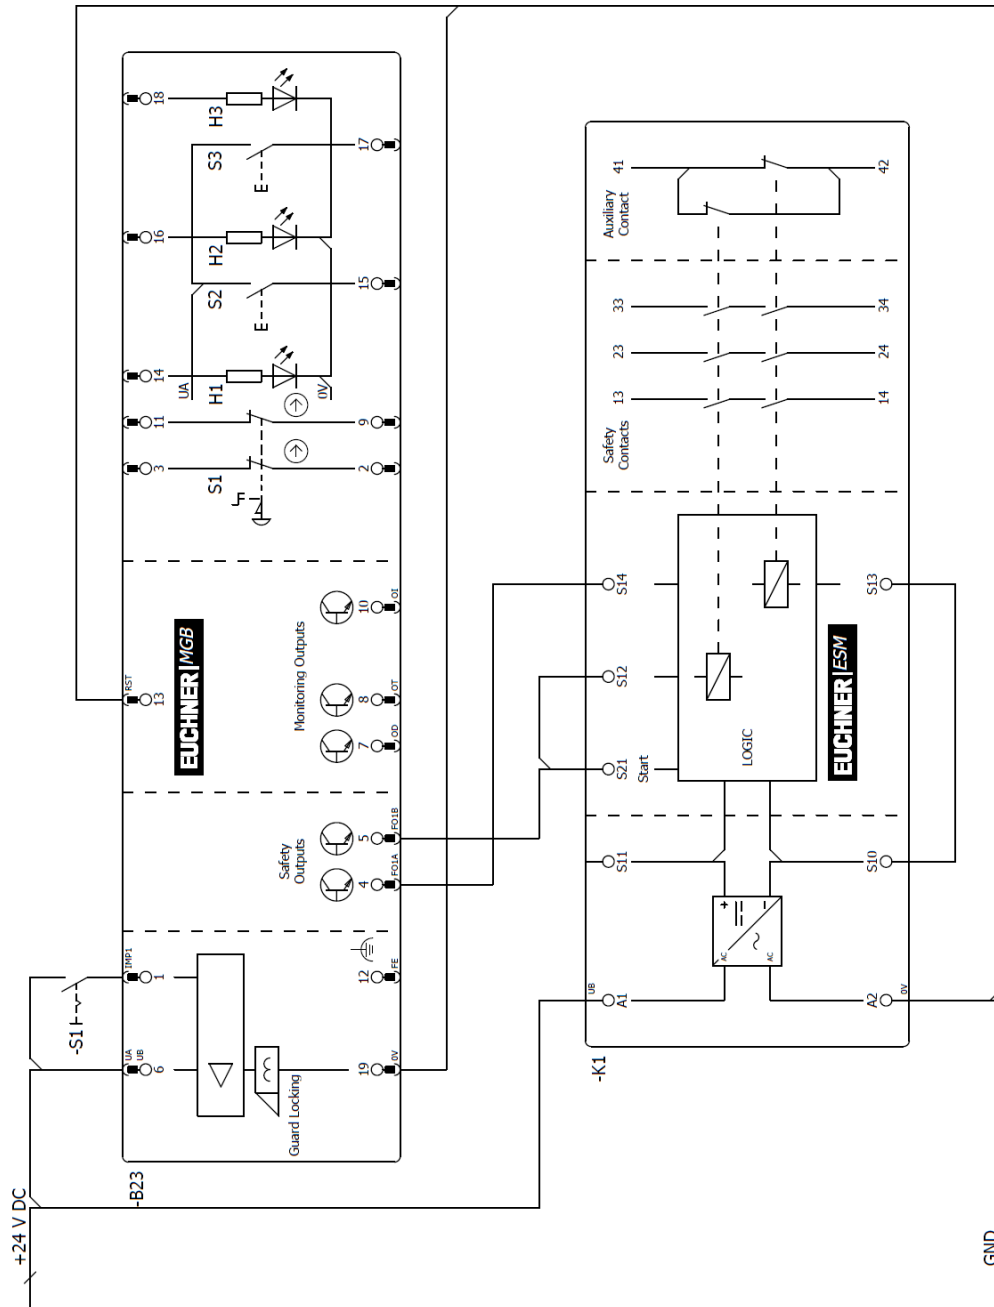 18
16
14
11
3
H3
S3
17
H2
S2
15
UA
H1
0V
9
S1
2
RST
13
EUCHNER MGB
Monitoring Outputs
10
OI
8
OT
7
OD
Safety
Outputs
5
FO1B
4
FO1A
IMP1
1
12
FE
-S1
UA
UB
6
19
0V
Guard Locking
-B23
+24 V DC
41
42
Auxiliary
Contact
33
34
23
24
13
14
Safety
Contacts
S14
S13
S12
S21
Start
LOGIC
EUCHNER ESM
S11
S10
+
-
AC
AC
UB
A1
A2
0V
-K1
GND